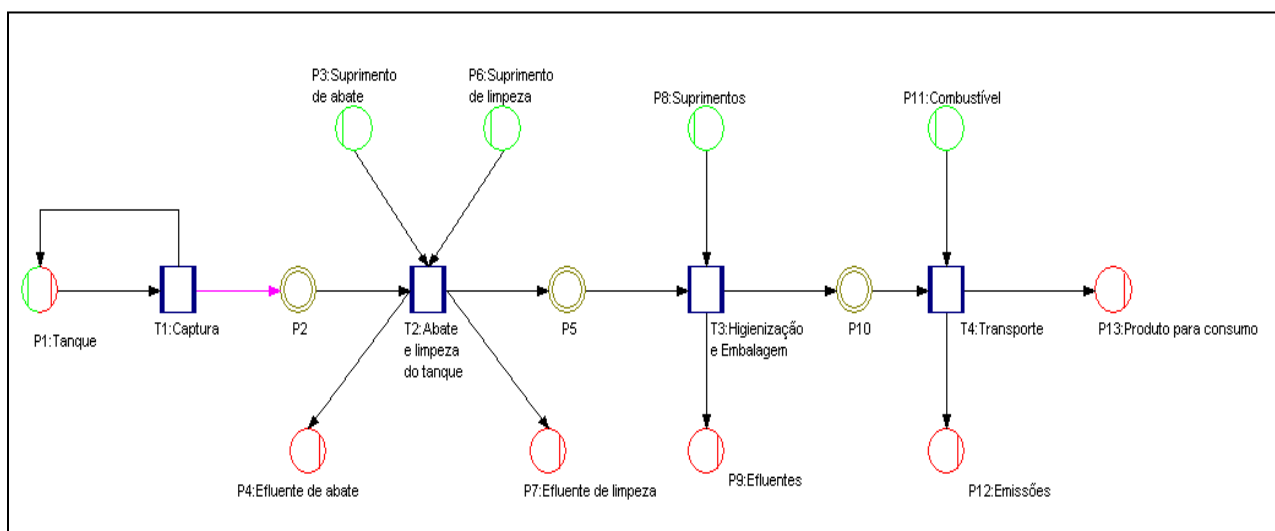 P3:Suprimento
de abate
P6:Suprimento
de limpeza
P8:Suprimentos
P11:Combustível
P1:Tanque
T1:Captura
P2
T2:Abate
e limpeza
do tanque
P5
T3:Higienização
e Embalagem
P10
T4:Transporte
P13:Produto para consumo
P4:Efluente de abate
P7:Efluente de limpeza
P9:Efluentes
P12:Emissões